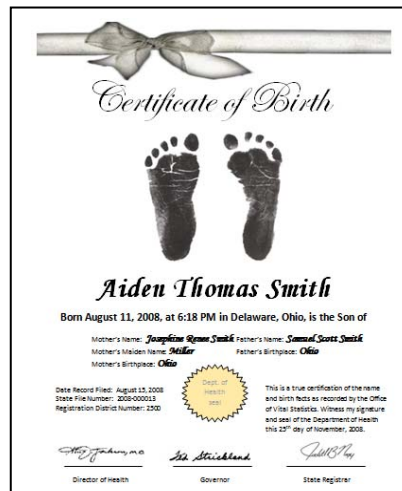 Certificate of Birth
Aiden Thomas Smith
Born August 11, 2008, at 6:18 PM in Delaware, Ohio, is the Son of
Mother's Name: Josephine Renee Smith Father's Name: Samuel Scott Smith
Mother's Maiden Name: Miller Father's Birthplace: Ohio
Mother's Birthplace: Ohio
Date Record Filed: August 15, 2008
State File Number: 2008-000013
Registration District Number: 2500
Dept. of
Health
seal
This is a true certification of the name
and birth facts as recorded by the Office
of Vital Statistics. Witness my signature
and seal of the Department of Health
this 25th day of November, 2008.
Ted Strickland
Director of Health Governor State Registrar